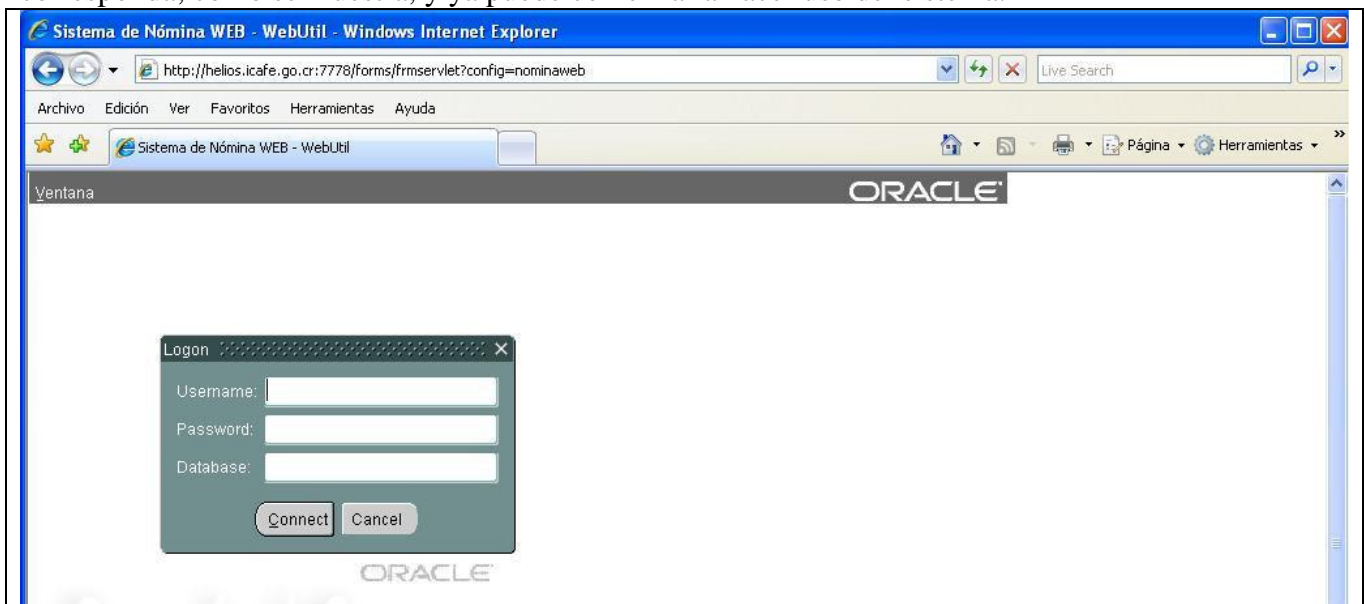 Sistema de Nómina WEB - WebUtil - Windows Internet Explorer
http://helios.icafe.go.cr:7778/forms/frmservlet?config=nominaweb Live Search
Archivo Edición Ver Favoritos Herramientas Ayuda
Sistema de Nómina WEB - WebUtil Página Herramientas »
Ventana ORACLE
Logon
Username:
Password:
Database:
Connect Cancel
ORACLE